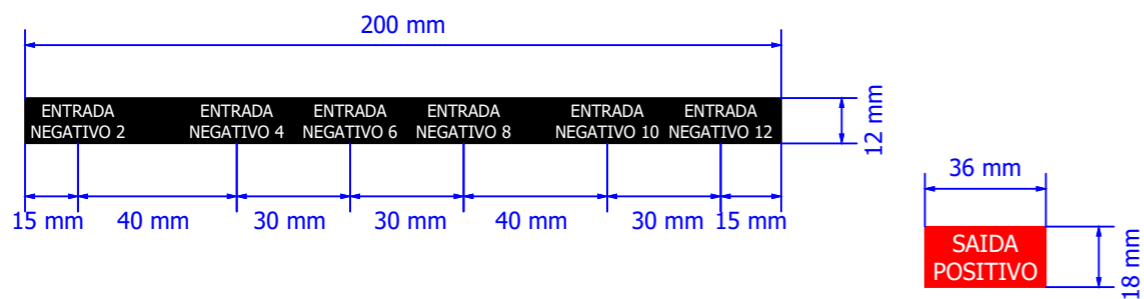 200 mm
ENTRADA NEGATIVO 2
ENTRADA NEGATIVO 4
ENTRADA NEGATIVO 6
ENTRADA NEGATIVO 8
ENTRADA NEGATIVO 10
ENTRADA NEGATIVO 12
12 mm
15 mm
40 mm
30 mm
30 mm
40 mm
30 mm
15 mm
36 mm
SAIDA
POSITIVO
18 mm